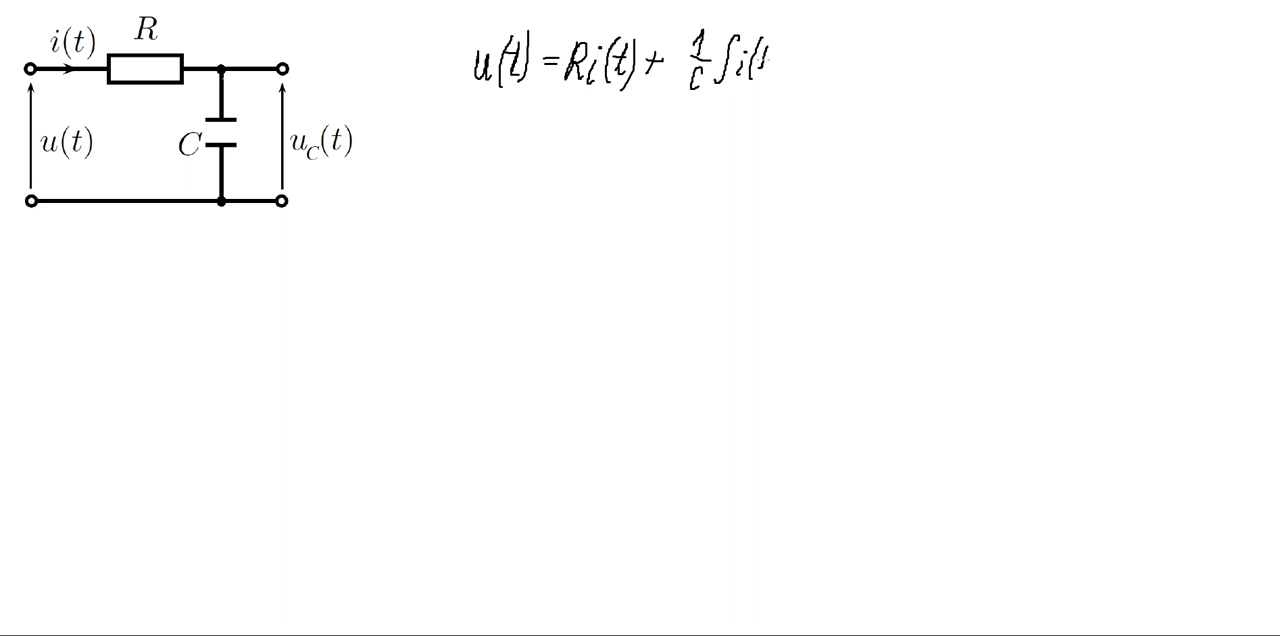 i(t) R
u(t) C u_C(t)
u(t) = Ri(t) + 1/C ∫i(